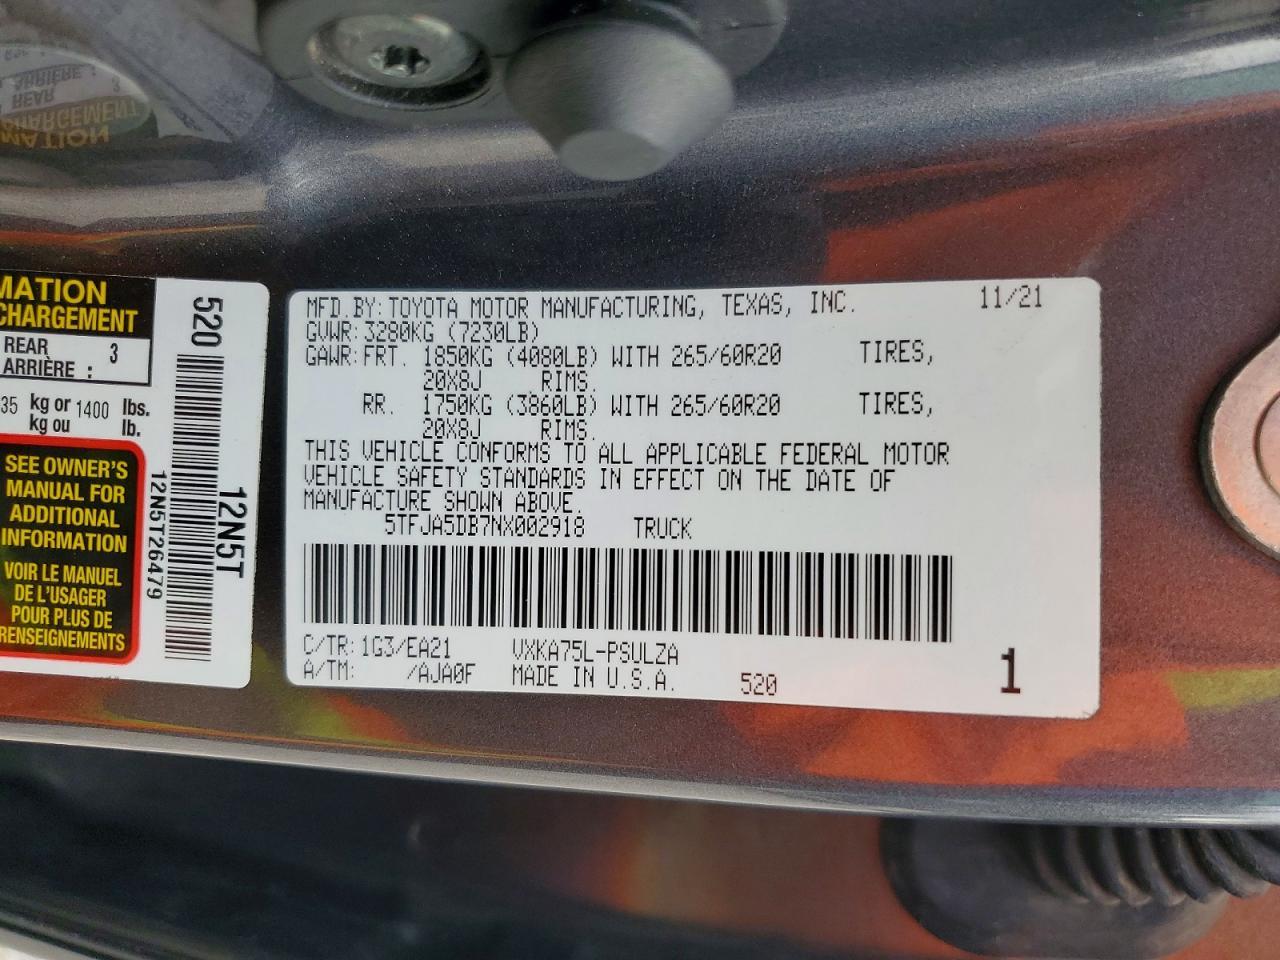 MATION
CHARGEMENT
REAR 3
ARRIÈRE :
35 kg or 1400 lbs.
kg ou lb.
SEE OWNER'S
MANUAL FOR
ADDITIONAL
INFORMATION
VOIR LE MANUEL
DE L'USAGER
POUR PLUS DE
RENSEIGNEMENTS
520
12N5T
12N5T26479
MFD.BY: TOYOTA MOTOR MANUFACTURING, TEXAS, INC. 11/21
GVWR: 3280KG (7230LB)
GAWR: FRT. 1850KG (4080LB) WITH 265/60R20 TIRES,
20X8J RIMS.
RR. 1750KG (3860LB) WITH 265/60R20 TIRES,
20X8J RIMS.
THIS VEHICLE CONFORMS TO ALL APPLICABLE FEDERAL MOTOR
VEHICLE SAFETY STANDARDS IN EFFECT ON THE DATE OF
MANUFACTURE SHOWN ABOVE.
5TFJA5DB7NX002918 TRUCK
C/TR: 1G3/EA21 VXKA75L-PSULZA
A/TM: /AJA0F MADE IN U.S.A. 520
1